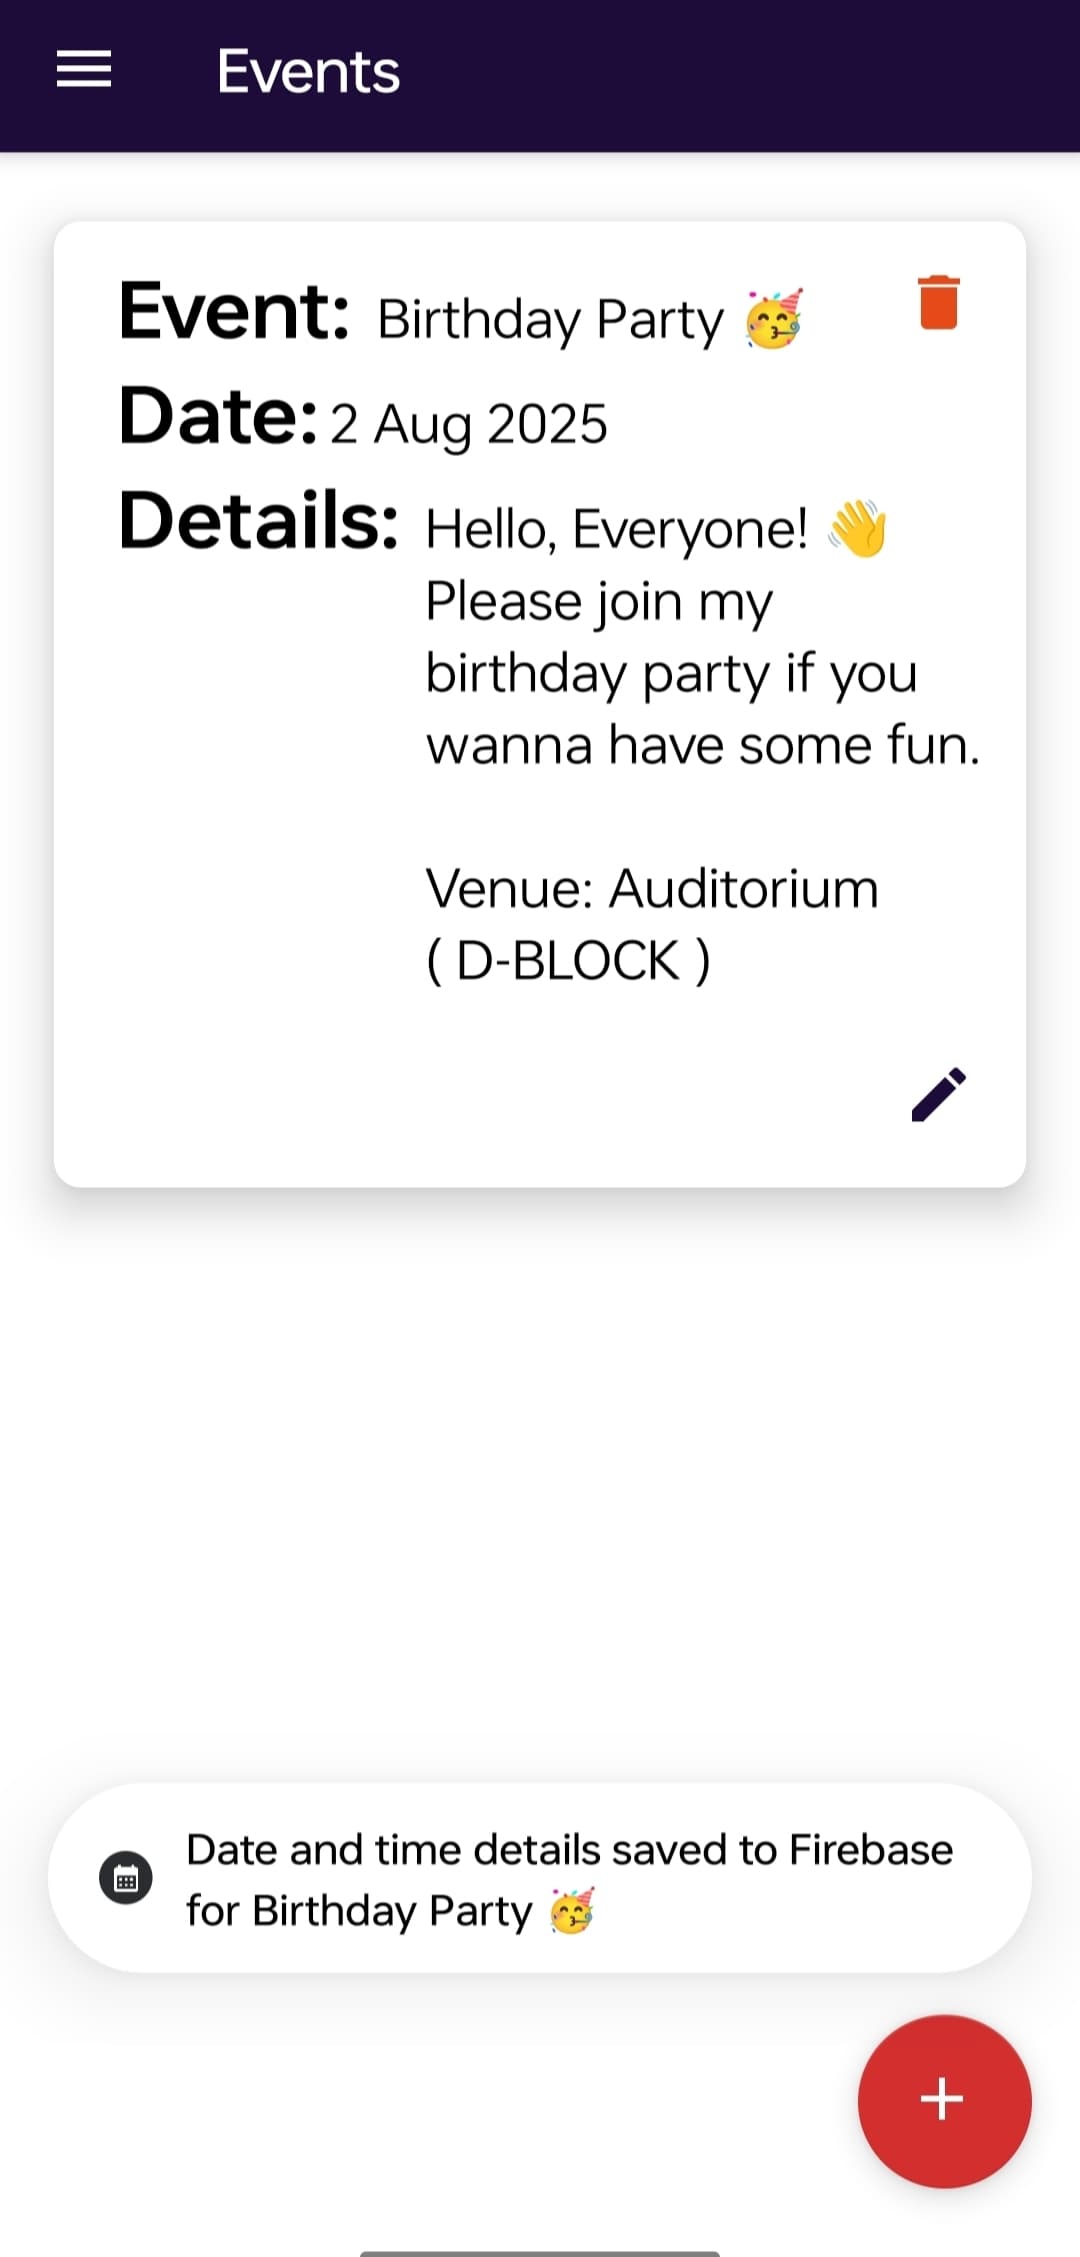 Events
Event: Birthday Party 🥳
Date: 2 Aug 2025
Details: Hello, Everyone! 👋
Please join my
birthday party if you
wanna have some fun.
Venue: Auditorium
( D-BLOCK )
Date and time details saved to Firebase
for Birthday Party 🥳
+